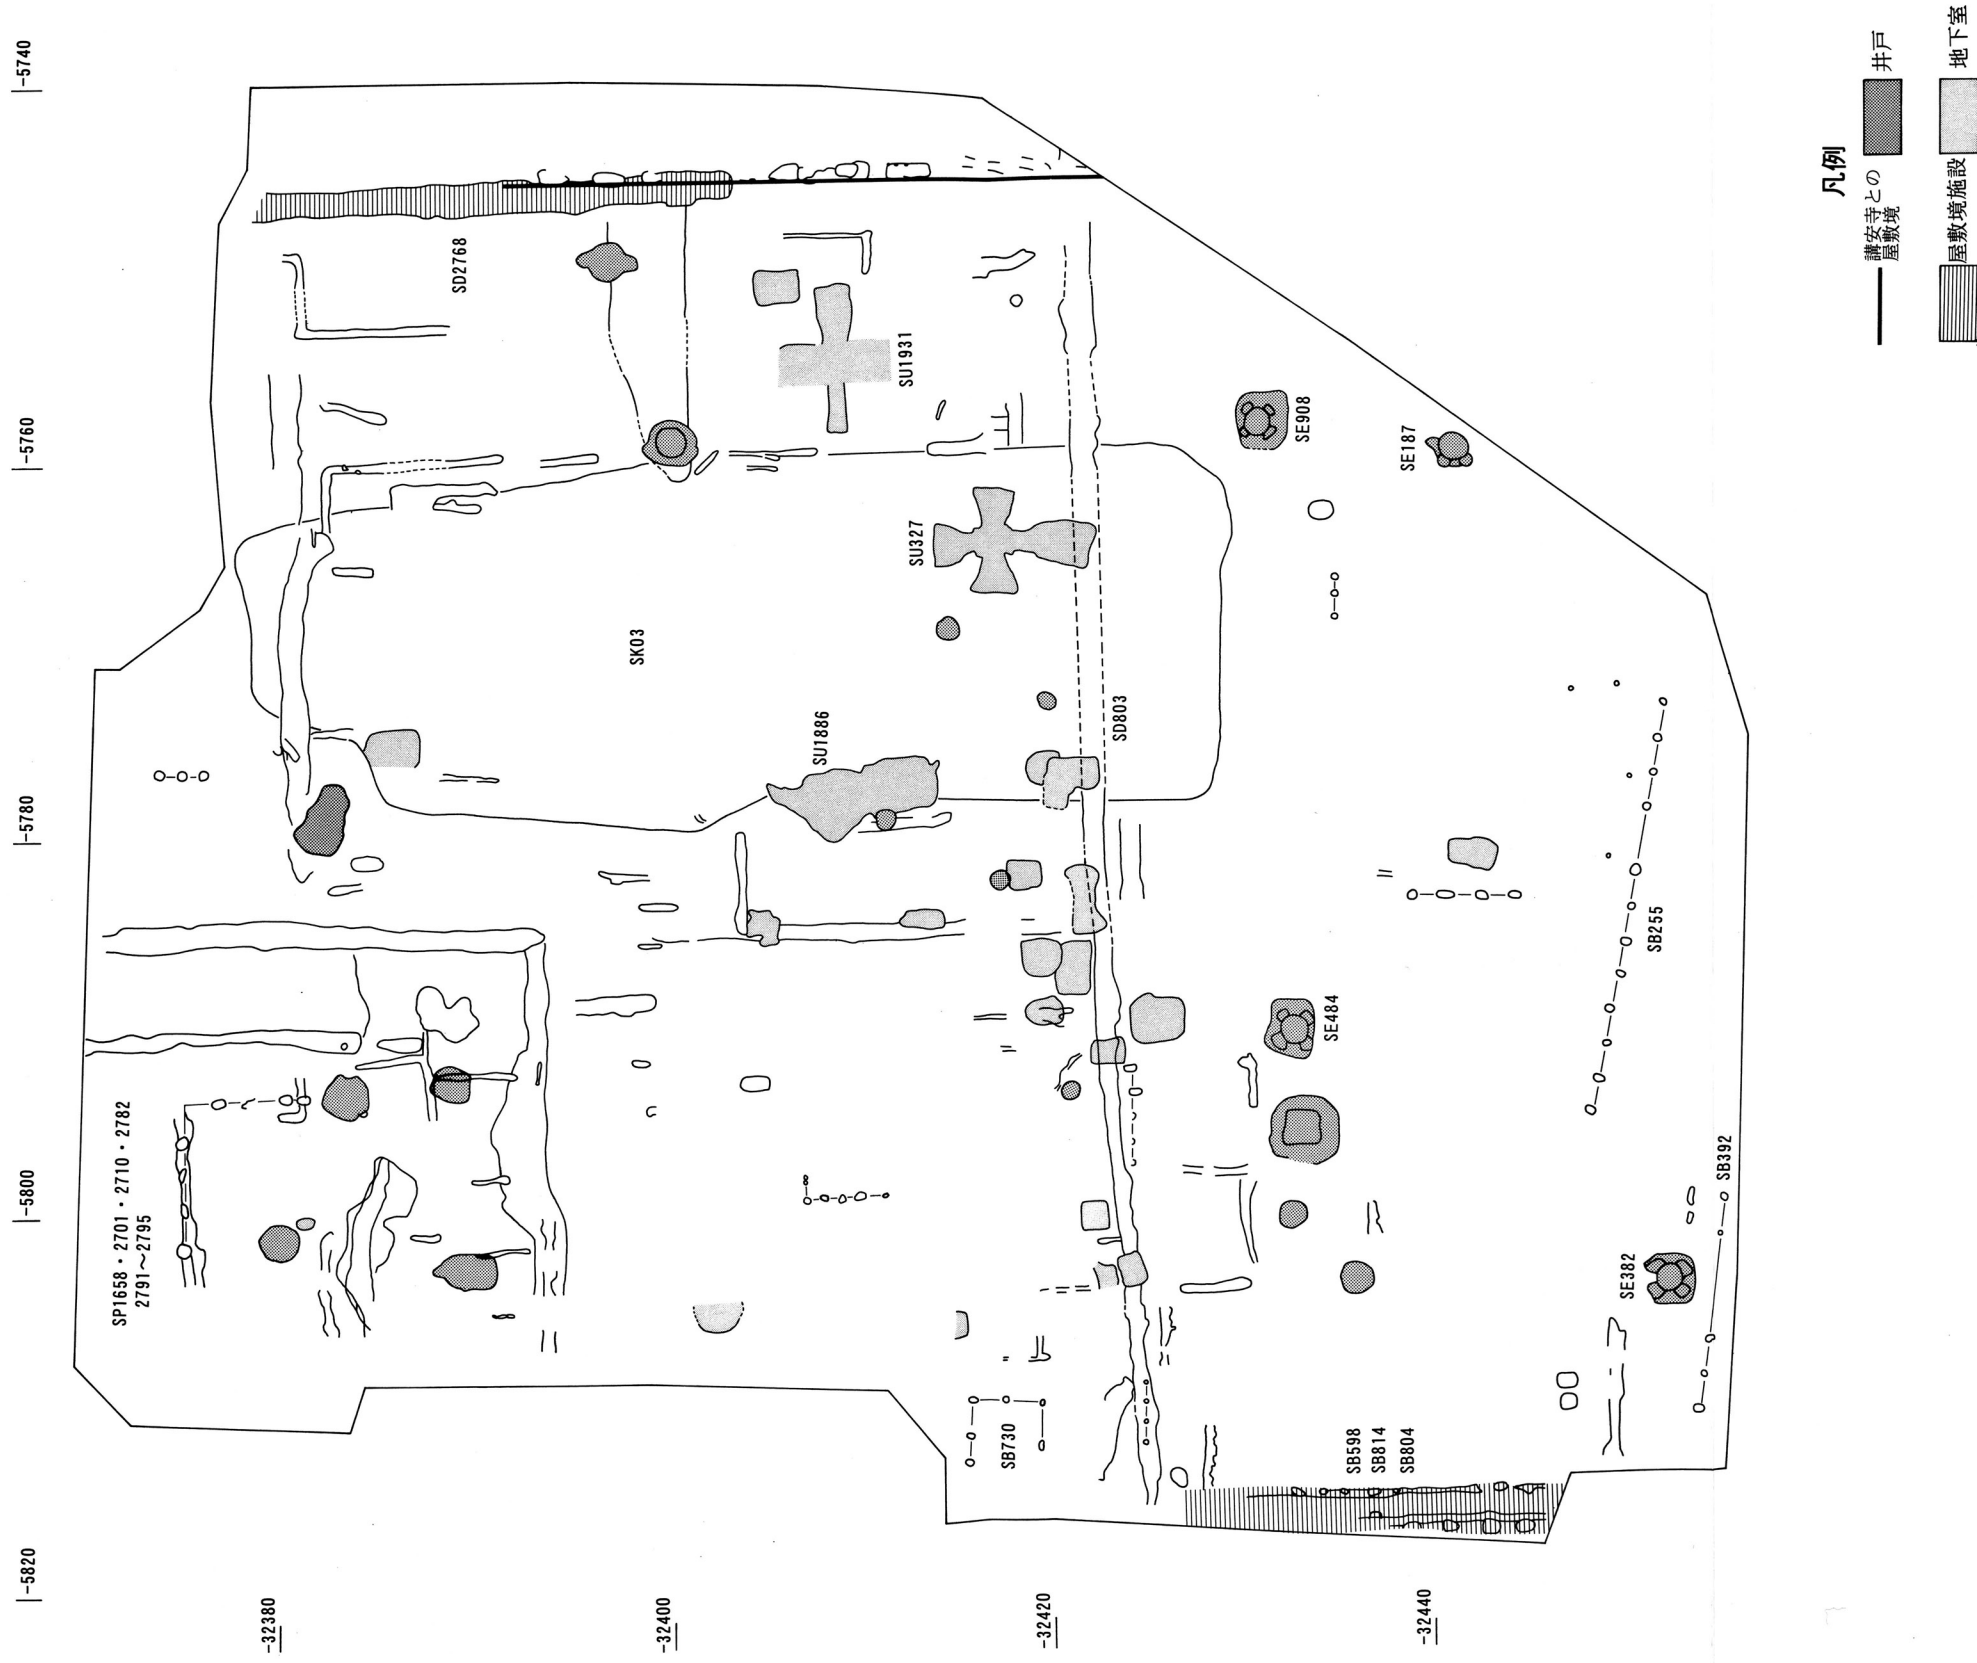 -5740
-5760
-5780
-5800
-5820
-32380
-32400
-32420
-32440
SD2768
SU1931
SE908
SE187
SU327
SK03
SD803
SU1886
SB255
SE484
SP1658・2701・2710・2782
2791～2795
SB392
SE382
SB730
SB598
SB814
SB804
凡例
講安寺との
屋敷境
井戸
屋敷境施設
地下室